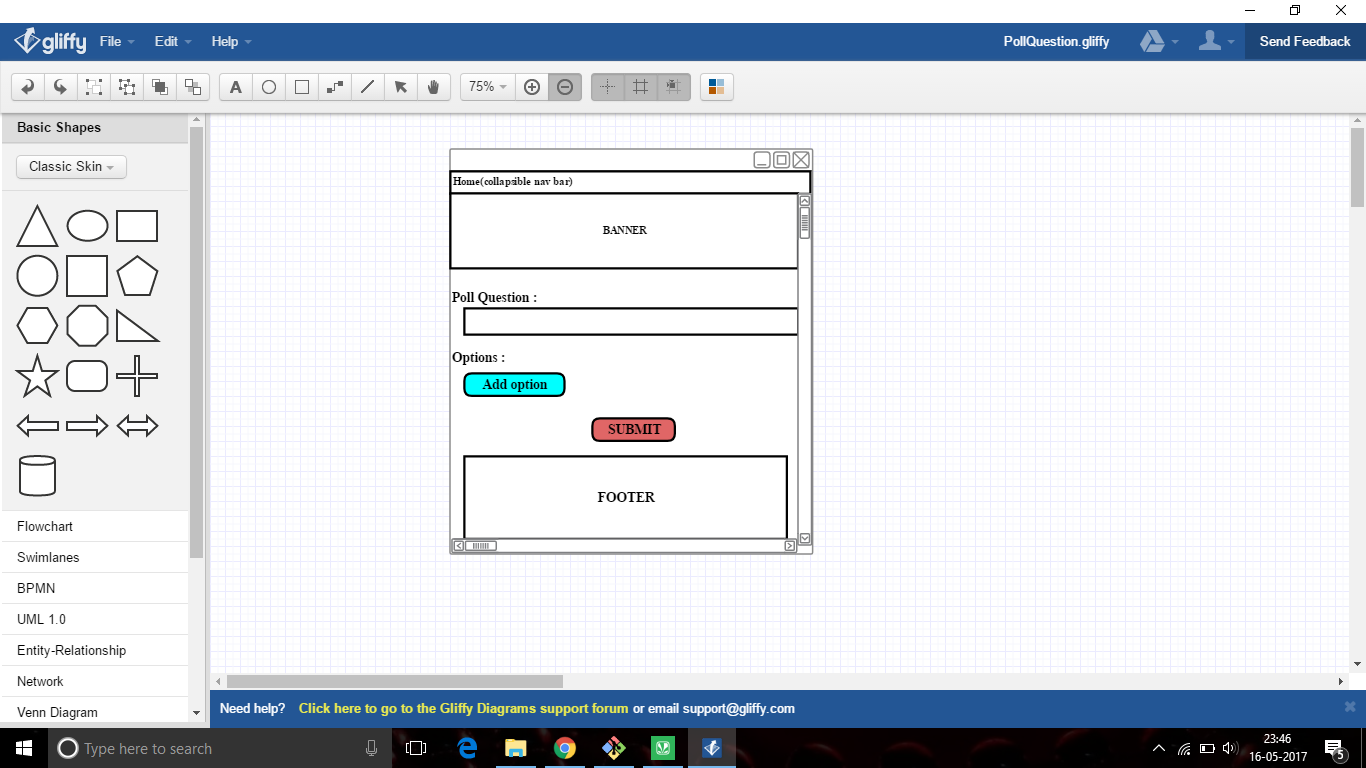 gliffy File Edit Help PollQuestion.gliffy Send Feedback
A 75%
Basic Shapes
Classic Skin
Flowchart
Swimlanes
BPMN
UML 1.0
Entity-Relationship
Network
Venn Diagram
Home(collapsible nav bar)
BANNER
Poll Question :
Options :
Add option
SUBMIT
FOOTER
Need help? Click here to go to the Gliffy Diagrams support forum or email support@gliffy.com
Type here to search
23:46
16-05-2017
5